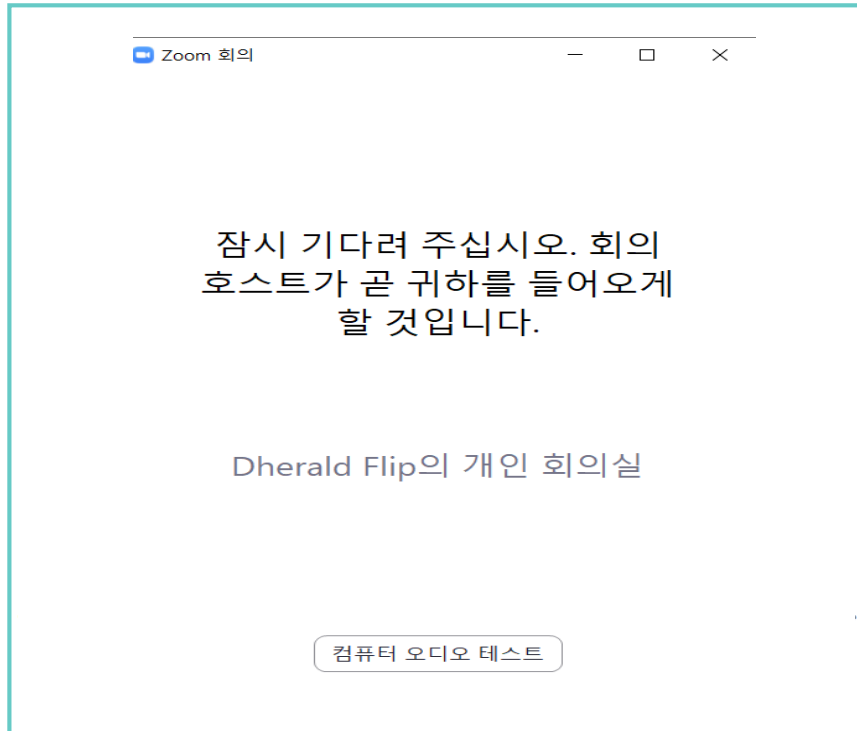 Zoom 회의
잠시 기다려 주십시오. 회의
호스트가 곧 귀하를 들어오게
할 것입니다.
Dherald Flip의 개인 회의실
컴퓨터 오디오 테스트